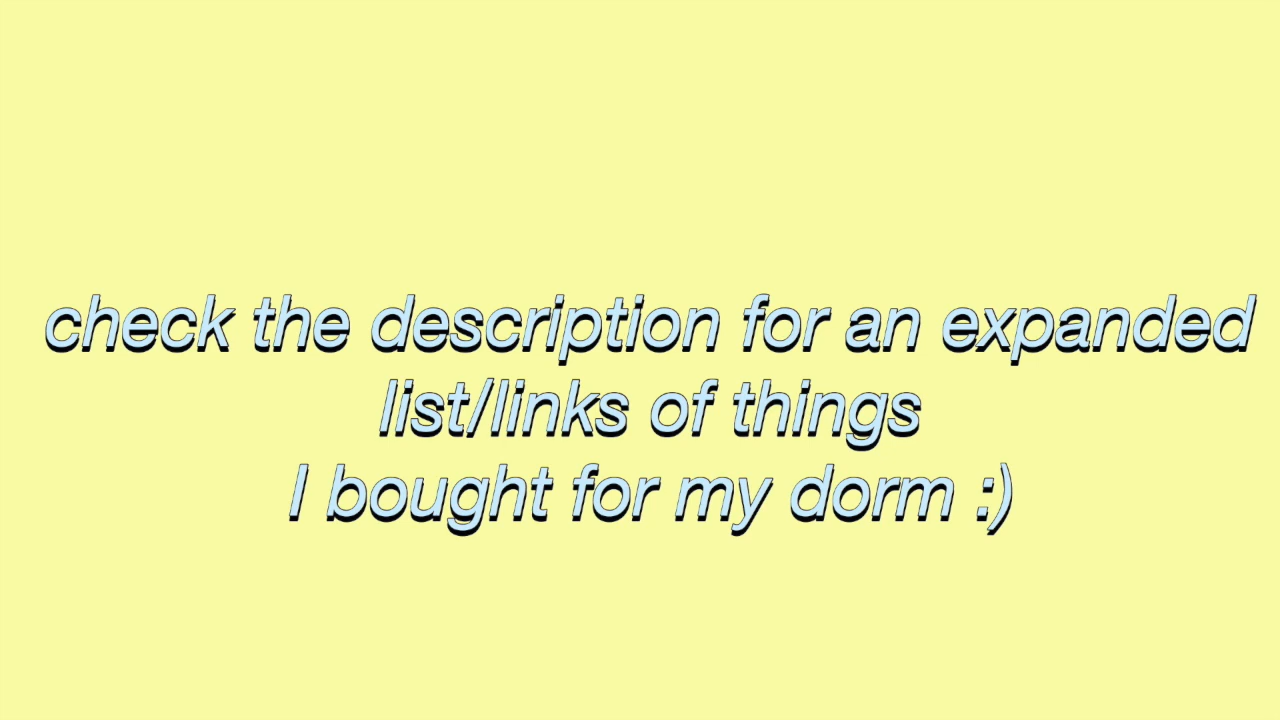 check the description for an expanded
list/links of things
I bought for my dorm :)